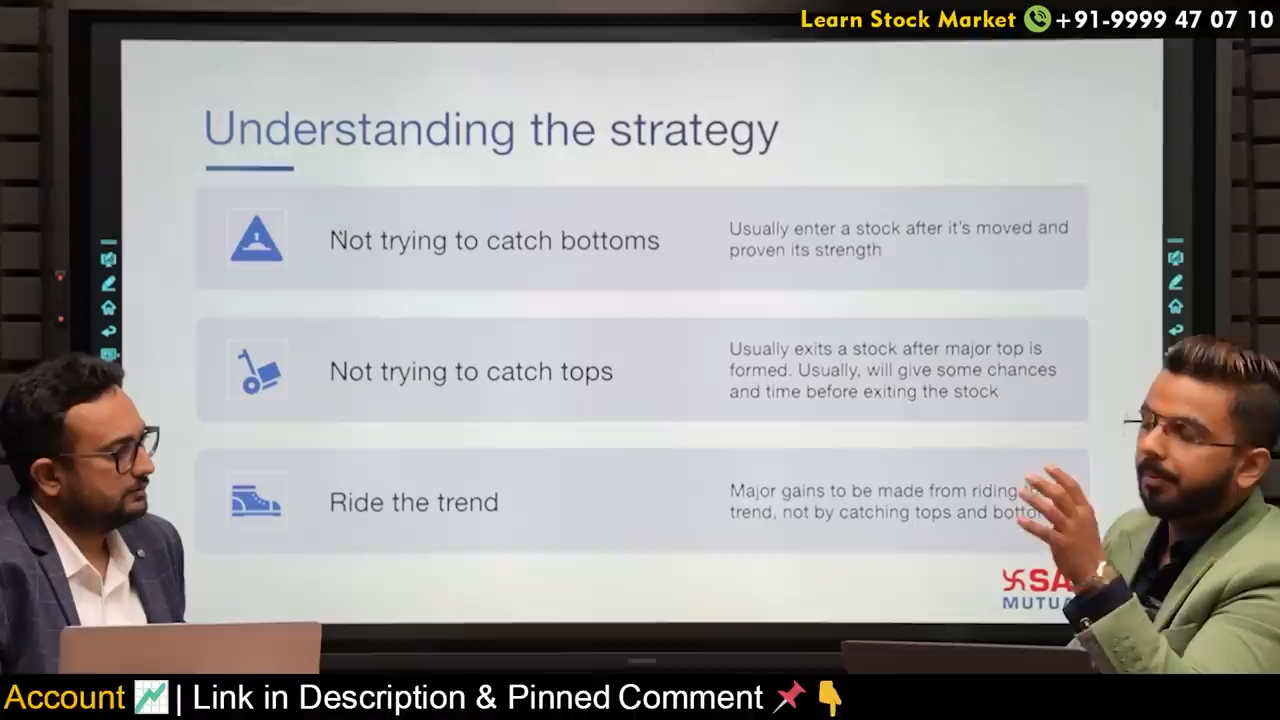 Learn Stock Market +91-9999 47 07 10
Understanding the strategy
Not trying to catch bottoms
Usually enter a stock after it's moved and
proven its strength
Not trying to catch tops
Usually exits a stock after major top is
formed. Usually, will give some chances
and time before exiting the stock
Ride the trend
Major gains to be made from riding
trend, not by catching tops and
SA
MUTUA
Account | Link in Description & Pinned Comment